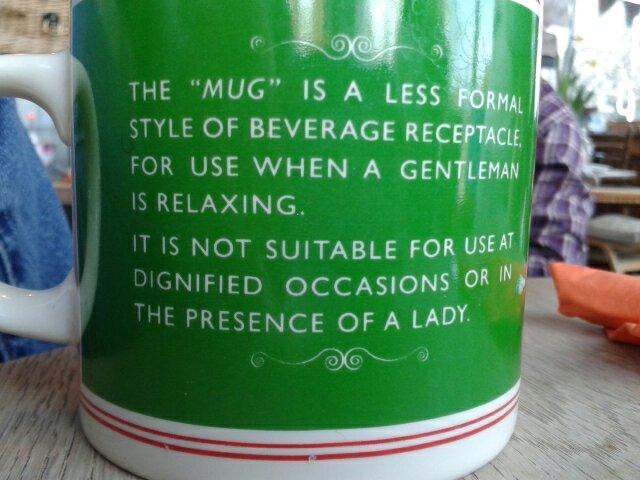 THE “MUG” IS A LESS FORMAL
STYLE OF BEVERAGE RECEPTACLE,
FOR USE WHEN A GENTLEMAN
IS RELAXING.
IT IS NOT SUITABLE FOR USE AT
DIGNIFIED OCCASIONS OR IN
THE PRESENCE OF A LADY.